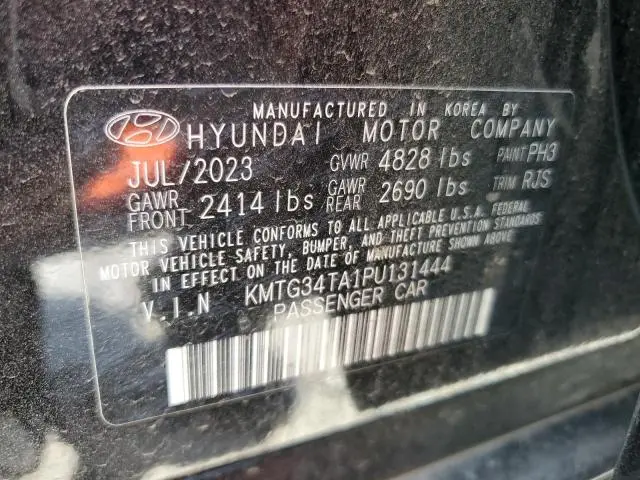 MANUFACTURED IN KOREA BY
HYUNDAI MOTOR COMPANY
JUL/2023 GVWR 4828 lbs PAINT PH3
GAWR FRONT 2414 lbs GAWR REAR 2690 lbs TRIM RJS
THIS VEHICLE CONFORMS TO ALL APPLICABLE U.S.A. FEDERAL
MOTOR VEHICLE SAFETY, BUMPER, AND THEFT PREVENTION STANDARDS
IN EFFECT ON THE DATE OF MANUFACTURE SHOWN ABOVE.
V.I.N KMTG34TA1PU131444
PASSENGER CAR